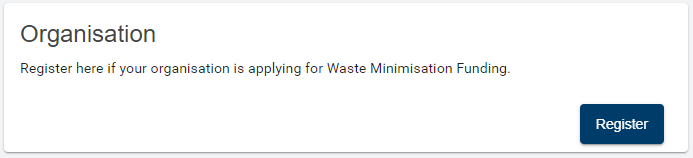 Organisation
Register here if your organisation is applying for Waste Minimisation Funding.
Register